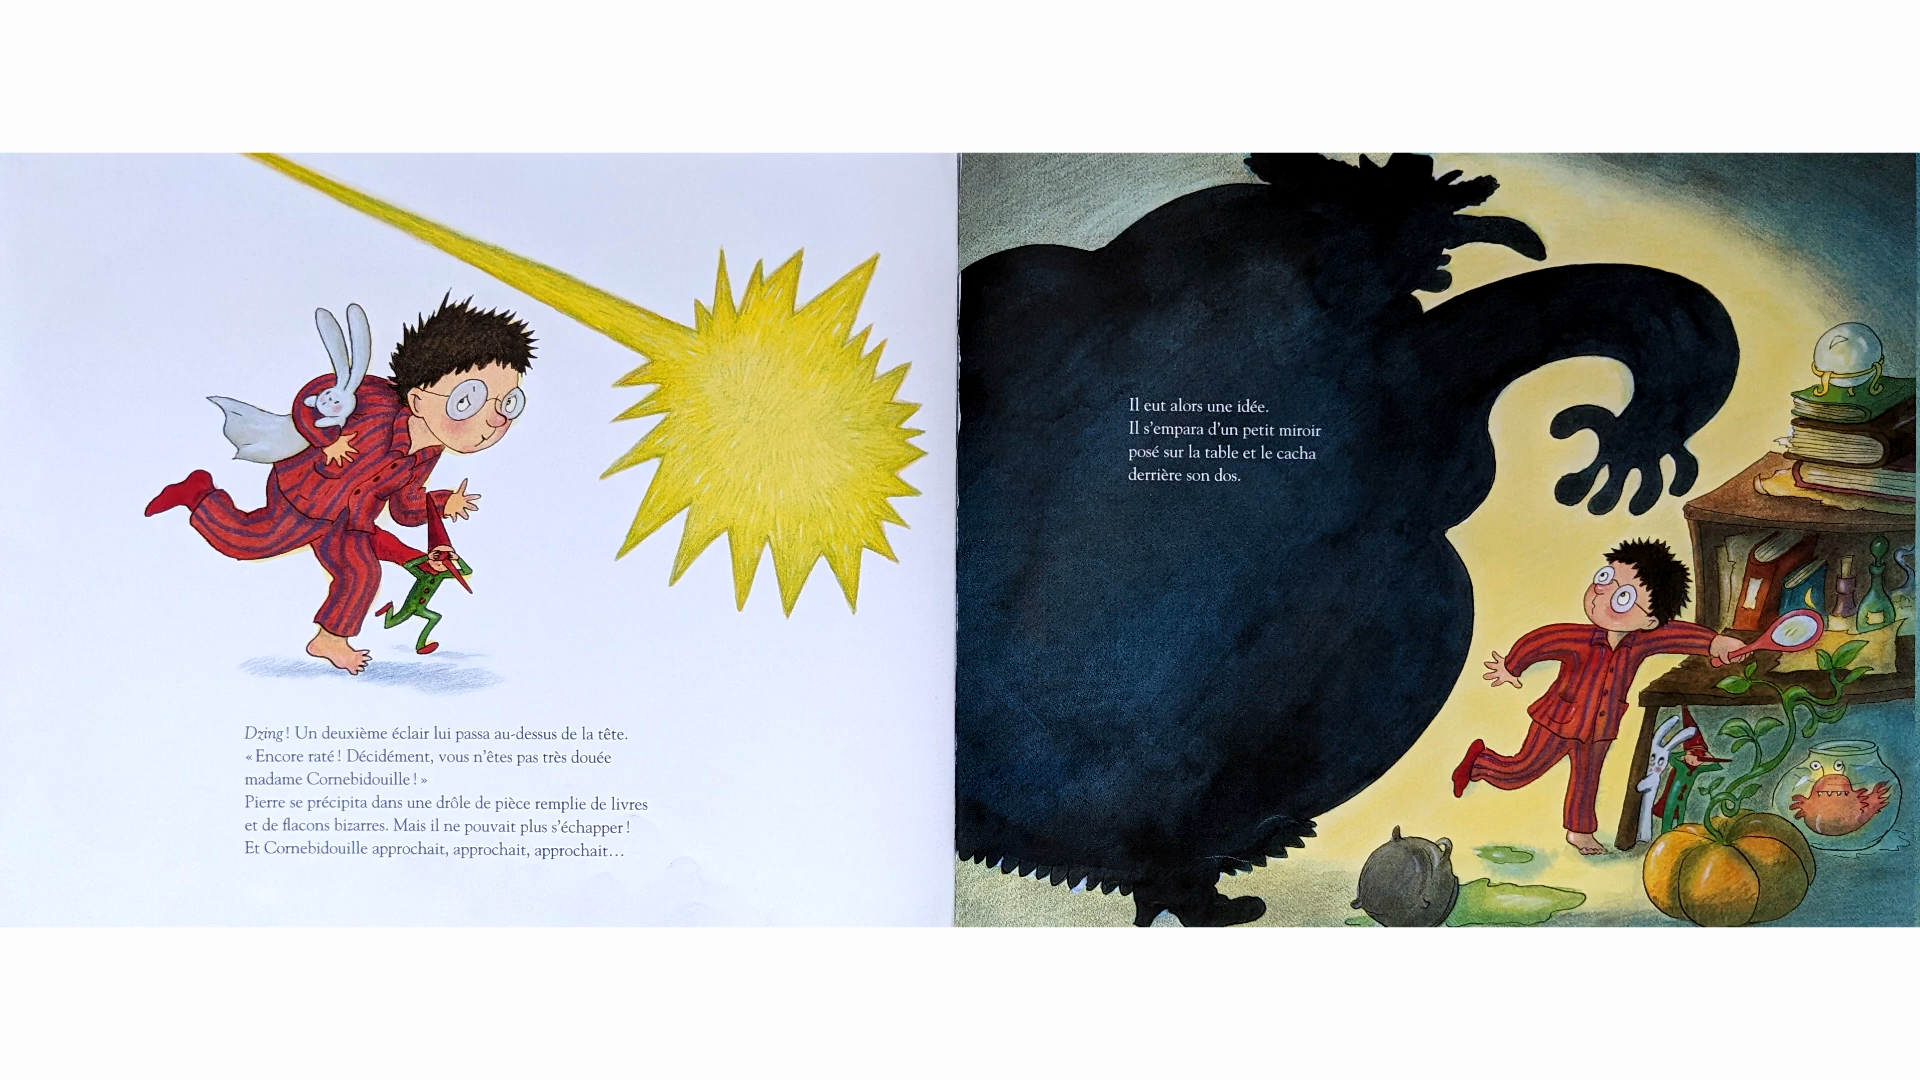 Dzing ! Un deuxième éclair lui passa au-dessus de la tête.
« Encore raté ! Décidément, vous n'êtes pas très douée
madame Cornebidouille ! »
Pierre se précipita dans une drôle de pièce remplie de livres
et de flacons bizarres. Mais il ne pouvait plus s'échapper !
Et Cornebidouille approchait, approchait, approchait…
Il eut alors une idée.
Il s'empara d'un petit miroir
posé sur la table et le cacha
derrière son dos.